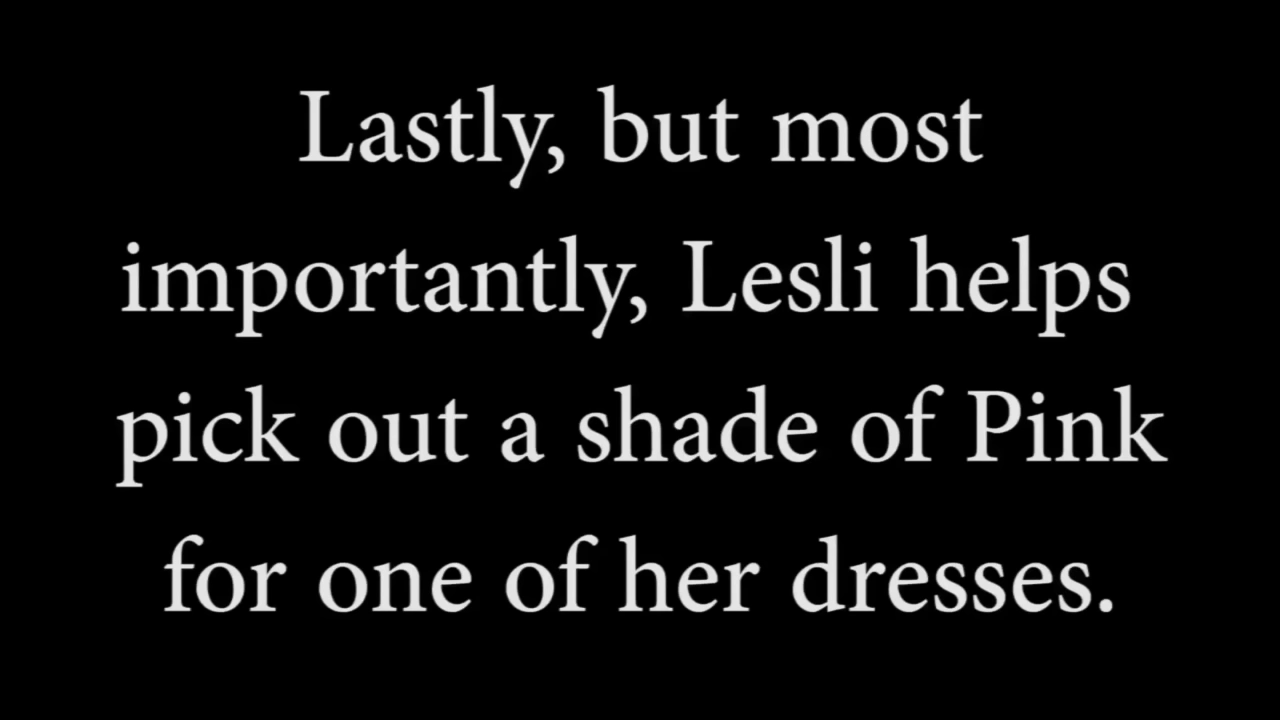 Lastly, but most
importantly, Lesli helps
pick out a shade of Pink
for one of her dresses.